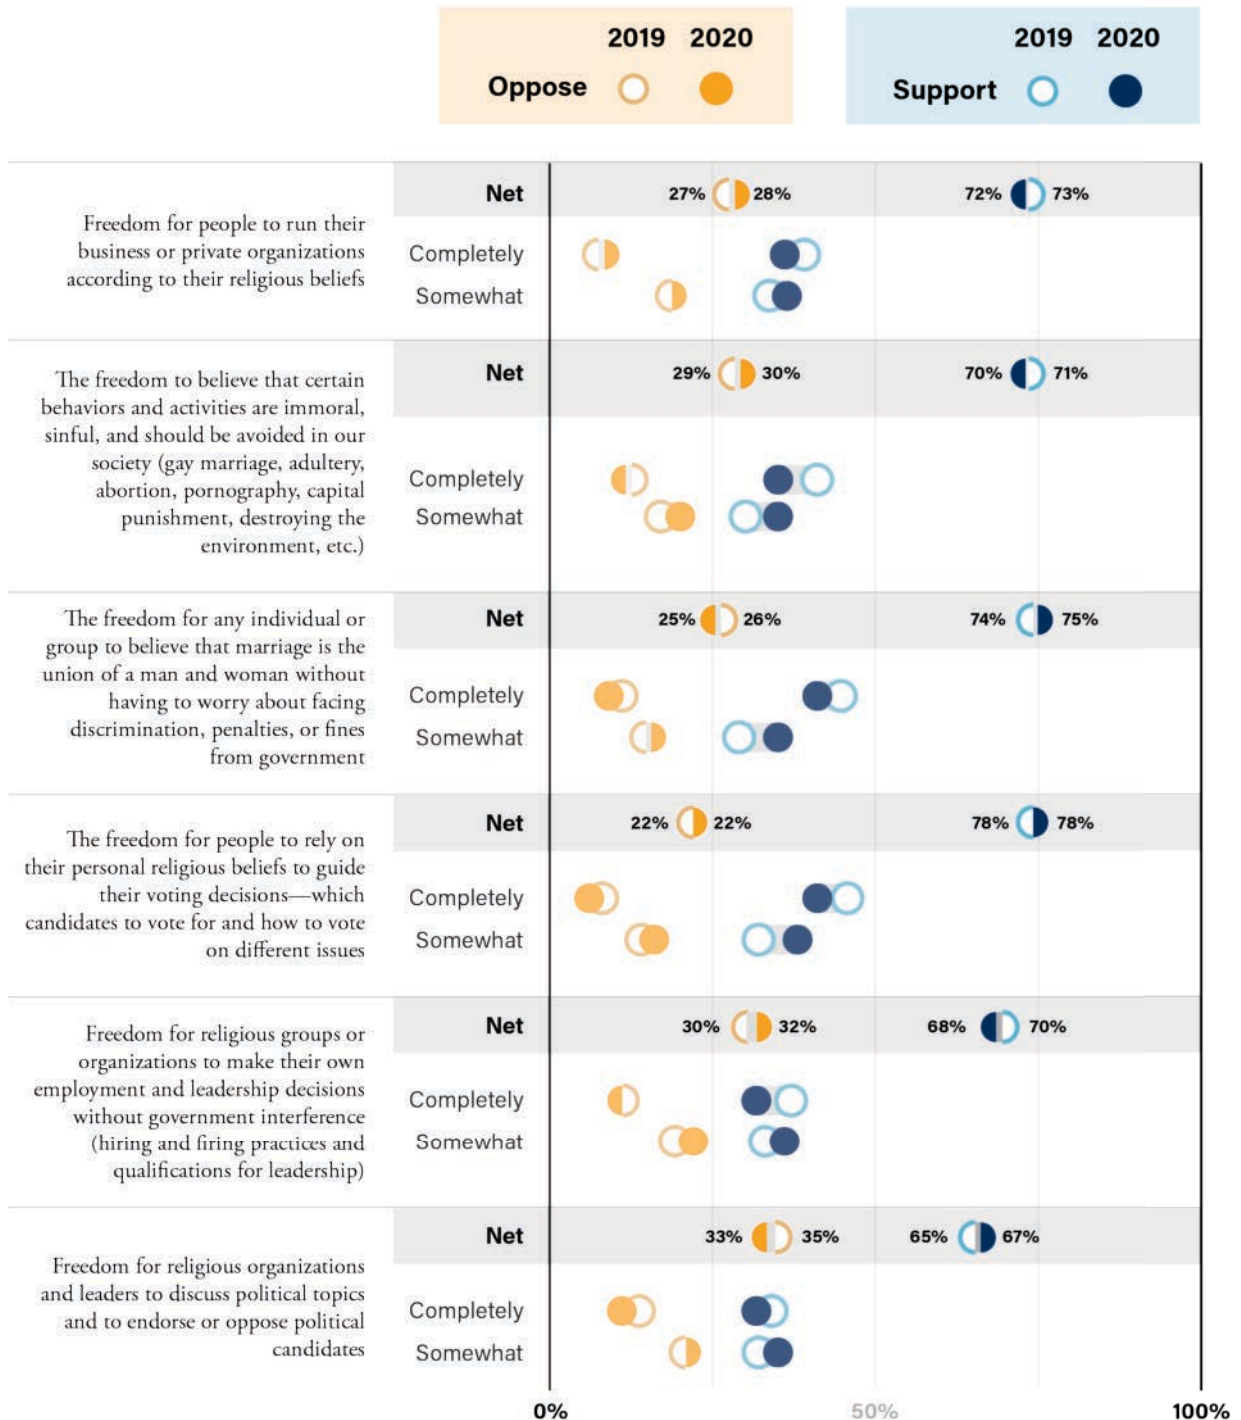 2019 2020 2019 2020
Oppose Support
Net 27% 28% 72% 73%
Freedom for people to run their
business or private organizations
according to their religious beliefs
Completely
Somewhat
Net 29% 30% 70% 71%
The freedom to believe that certain
behaviors and activities are immoral,
sinful, and should be avoided in our
society (gay marriage, adultery,
abortion, pornography, capital
punishment, destroying the
environment, etc.)
Completely
Somewhat
Net 25% 26% 74% 75%
The freedom for any individual or
group to believe that marriage is the
union of a man and woman without
having to worry about facing
discrimination, penalties, or fines
from government
Completely
Somewhat
Net 22% 22% 78% 78%
The freedom for people to rely on
their personal religious beliefs to guide
their voting decisions—which
candidates to vote for and how to vote
on different issues
Completely
Somewhat
Net 30% 32% 68% 70%
Freedom for religious groups or
organizations to make their own
employment and leadership decisions
without government interference
(hiring and firing practices and
qualifications for leadership)
Completely
Somewhat
Net 33% 35% 65% 67%
Freedom for religious organizations
and leaders to discuss political topics
and to endorse or oppose political
candidates
Completely
Somewhat
0% 50% 100%